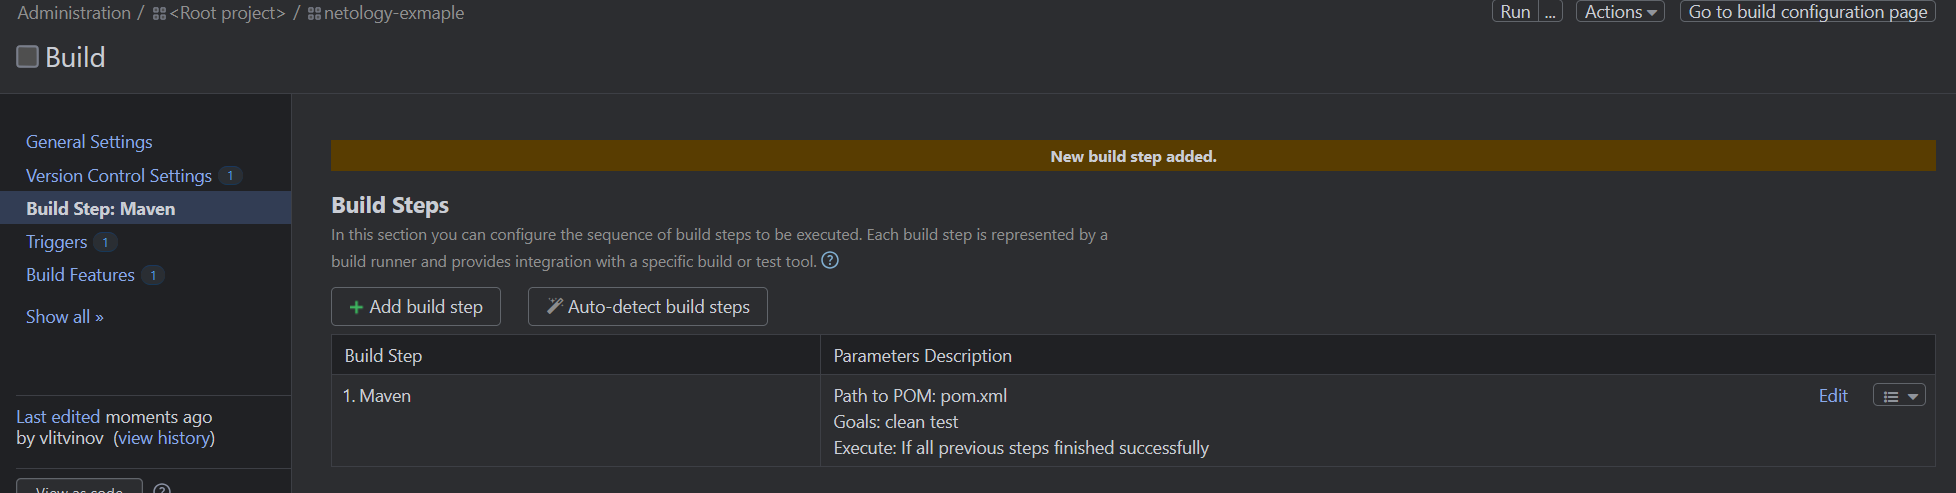 Administration / <Root project> / netology-exmaple
Run ... Actions Go to build configuration page
Build
General Settings
Version Control Settings 1
Build Step: Maven
Triggers 1
Build Features 1
Show all »
Last edited moments ago
by vlitvinov (view history)
View as code ?
New build step added.
Build Steps
In this section you can configure the sequence of build steps to be executed. Each build step is represented by a
build runner and provides integration with a specific build or test tool. ?
+ Add build step Auto-detect build steps
Build Step Parameters Description
1. Maven Path to POM: pom.xml Edit
Goals: clean test
Execute: If all previous steps finished successfully